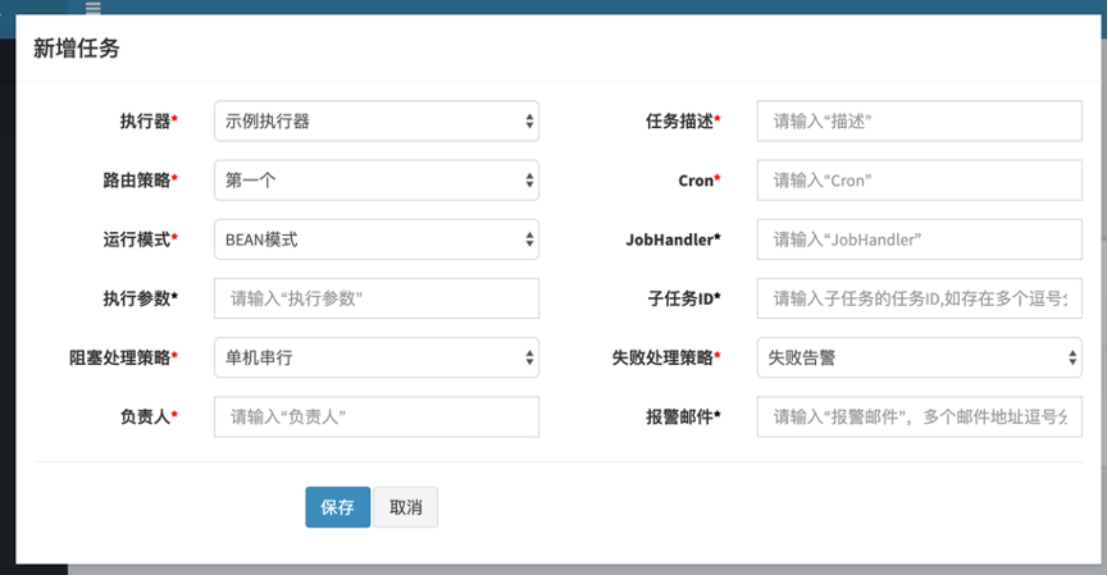 新增任务
执行器* 示例执行器 任务描述* 请输入“描述”
路由策略* 第一个 Cron* 请输入“Cron”
运行模式* BEAN模式 JobHandler* 请输入“JobHandler”
执行参数* 请输入“执行参数” 子任务ID* 请输入子任务的任务ID,如存在多个逗号
阻塞处理策略* 单机串行 失败处理策略* 失败告警
负责人* 请输入“负责人” 报警邮件* 请输入“报警邮件”，多个邮件地址逗号
保存 取消